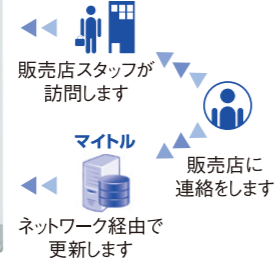 販売店スタッフが
訪問します
マイトル
販売店に
連絡をします
ネットワーク経由で
更新します